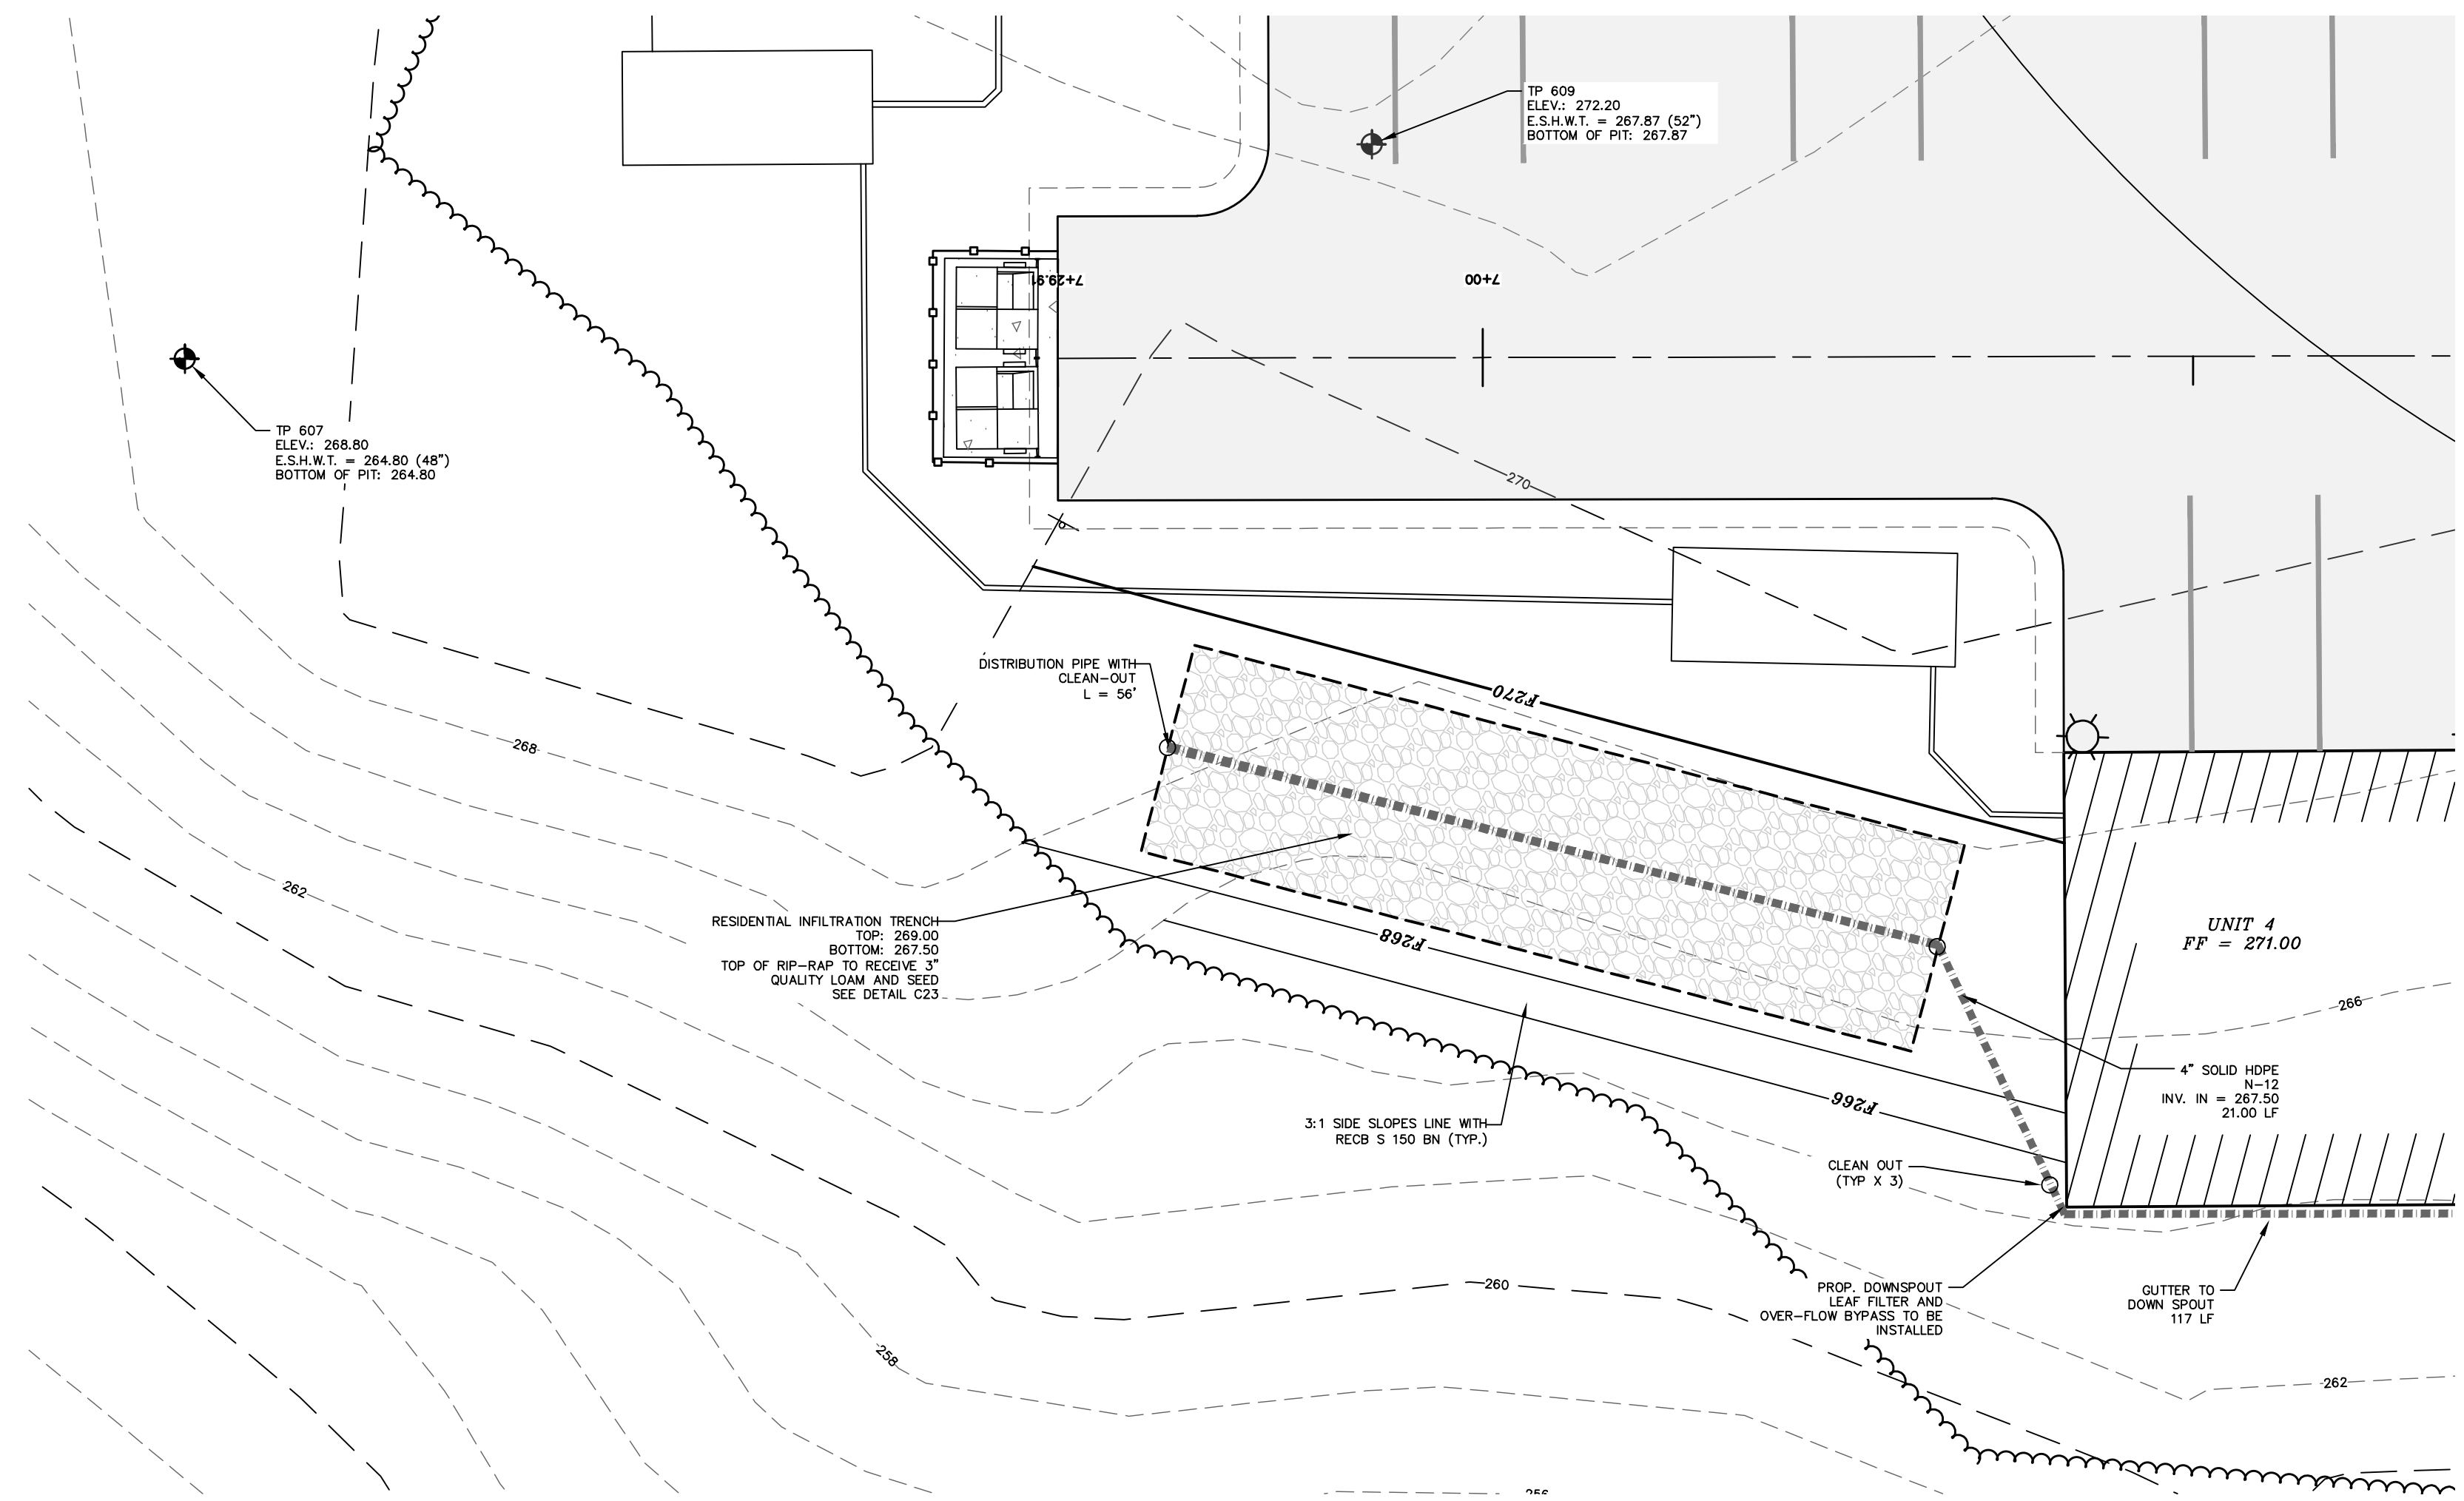 TP 609
ELEV.: 272.20
E.S.H.W.T. = 267.87 (52")
BOTTOM OF PIT: 267.87
7+29.91
7+00
TP 607
ELEV.: 268.80
E.S.H.W.T. = 264.80 (48")
BOTTOM OF PIT: 264.80
270
DISTRIBUTION PIPE WITH
CLEAN-OUT
L = 56'
F270
268
262
RESIDENTIAL INFILTRATION TRENCH
TOP: 269.00
BOTTOM: 267.50
TOP OF RIP-RAP TO RECEIVE 3"
QUALITY LOAM AND SEED
SEE DETAIL C23
F268
UNIT 4
FF = 271.00
266
4" SOLID HDPE
N-12
INV. IN = 267.50
21.00 LF
F266
3:1 SIDE SLOPES LINE WITH
RECB S 150 BN (TYP.)
CLEAN OUT
(TYP X 3)
260
PROP. DOWNSPOUT
LEAF FILTER AND
OVER-FLOW BYPASS TO BE
INSTALLED
GUTTER TO
DOWN SPOUT
117 LF
258
262
256